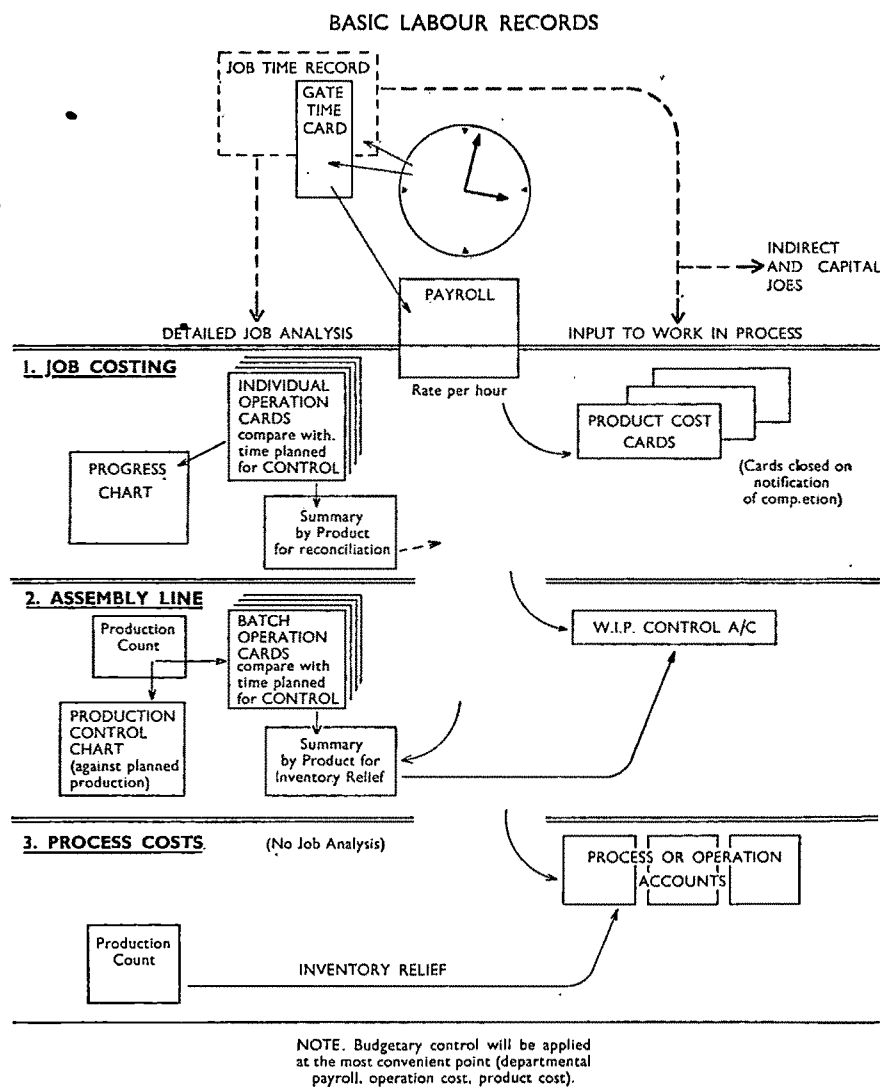 BASIC LABOUR RECORDS
JOB TIME RECORD
GATE
TIME
CARD
INDIRECT
AND CAPITAL
JOES
PAYROLL
DETAILED JOB ANALYSIS
INPUT TO WORK IN PROCESS
1. JOB COSTING
Rate per hour
INDIVIDUAL
OPERATION
CARDS
compare with.
time planned
for CONTROL
PROGRESS
CHART
Summary
by Product
for reconciliation
PRODUCT COST
CARDS
(Cards closed on
notification
of completion)
2. ASSEMBLY LINE
Production
Count
BATCH
OPERATION
CARDS
compare with
time planned
for CONTROL
PRODUCTION
CONTROL
CHART
(against planned
production)
Summary
by Product for
Inventory Relief
W.I.P. CONTROL A/C
3. PROCESS COSTS.
(No Job Analysis)
PROCESS OR OPERATION
ACCOUNTS
Production
Count
INVENTORY RELIEF
NOTE. Budgetary control will be applied
at the most convenient point (departmental
payroll, operation cost, product cost).